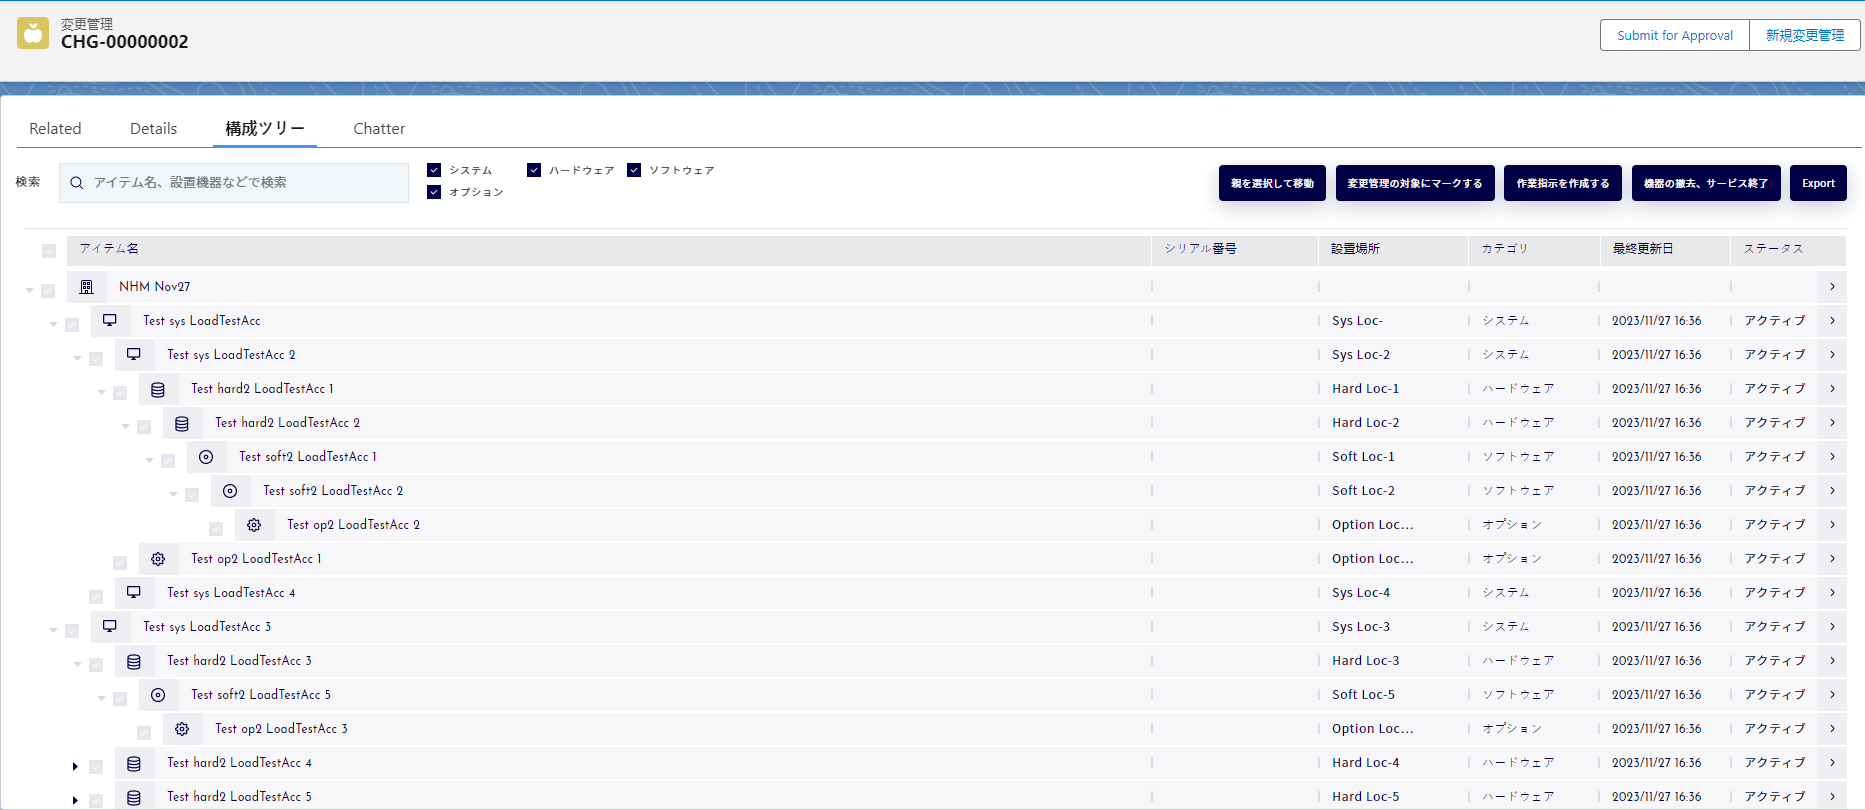 変更管理
CHG-00000002
Submit for Approval 新規変更管理
Related Details 構成ツリー Chatter
検索 アイテム名、設置機器などで検索
システム ハードウェア ソフトウェア
オプション
親を選択して移動 変更管理の対象にマークする 作業指示を作成する 機器の撤去、サービス終了 Export
アイテム名 シリアル番号 設置場所 カテゴリ 最終更新日 ステータス
NHM Nov27
Test sys LoadTestAcc Sys Loc- システム 2023/11/27 16:36 アクティブ
Test sys LoadTestAcc 2 Sys Loc-2 システム 2023/11/27 16:36 アクティブ
Test hard2 LoadTestAcc 1 Hard Loc-1 ハードウェア 2023/11/27 16:36 アクティブ
Test hard2 LoadTestAcc 2 Hard Loc-2 ハードウェア 2023/11/27 16:36 アクティブ
Test soft2 LoadTestAcc 1 Soft Loc-1 ソフトウェア 2023/11/27 16:36 アクティブ
Test soft2 LoadTestAcc 2 Soft Loc-2 ソフトウェア 2023/11/27 16:36 アクティブ
Test op2 LoadTestAcc 2 Option Loc... オプション 2023/11/27 16:36 アクティブ
Test op2 LoadTestAcc 1 Option Loc... オプション 2023/11/27 16:36 アクティブ
Test sys LoadTestAcc 4 Sys Loc-4 システム 2023/11/27 16:36 アクティブ
Test sys LoadTestAcc 3 Sys Loc-3 システム 2023/11/27 16:36 アクティブ
Test hard2 LoadTestAcc 3 Hard Loc-3 ハードウェア 2023/11/27 16:36 アクティブ
Test soft2 LoadTestAcc 5 Soft Loc-5 ソフトウェア 2023/11/27 16:36 アクティブ
Test op2 LoadTestAcc 3 Option Loc... オプション 2023/11/27 16:36 アクティブ
Test hard2 LoadTestAcc 4 Hard Loc-4 ハードウェア 2023/11/27 16:36 アクティブ
Test hard2 LoadTestAcc 5 Hard Loc-5 ハードウェア 2023/11/27 16:36 アクティブ